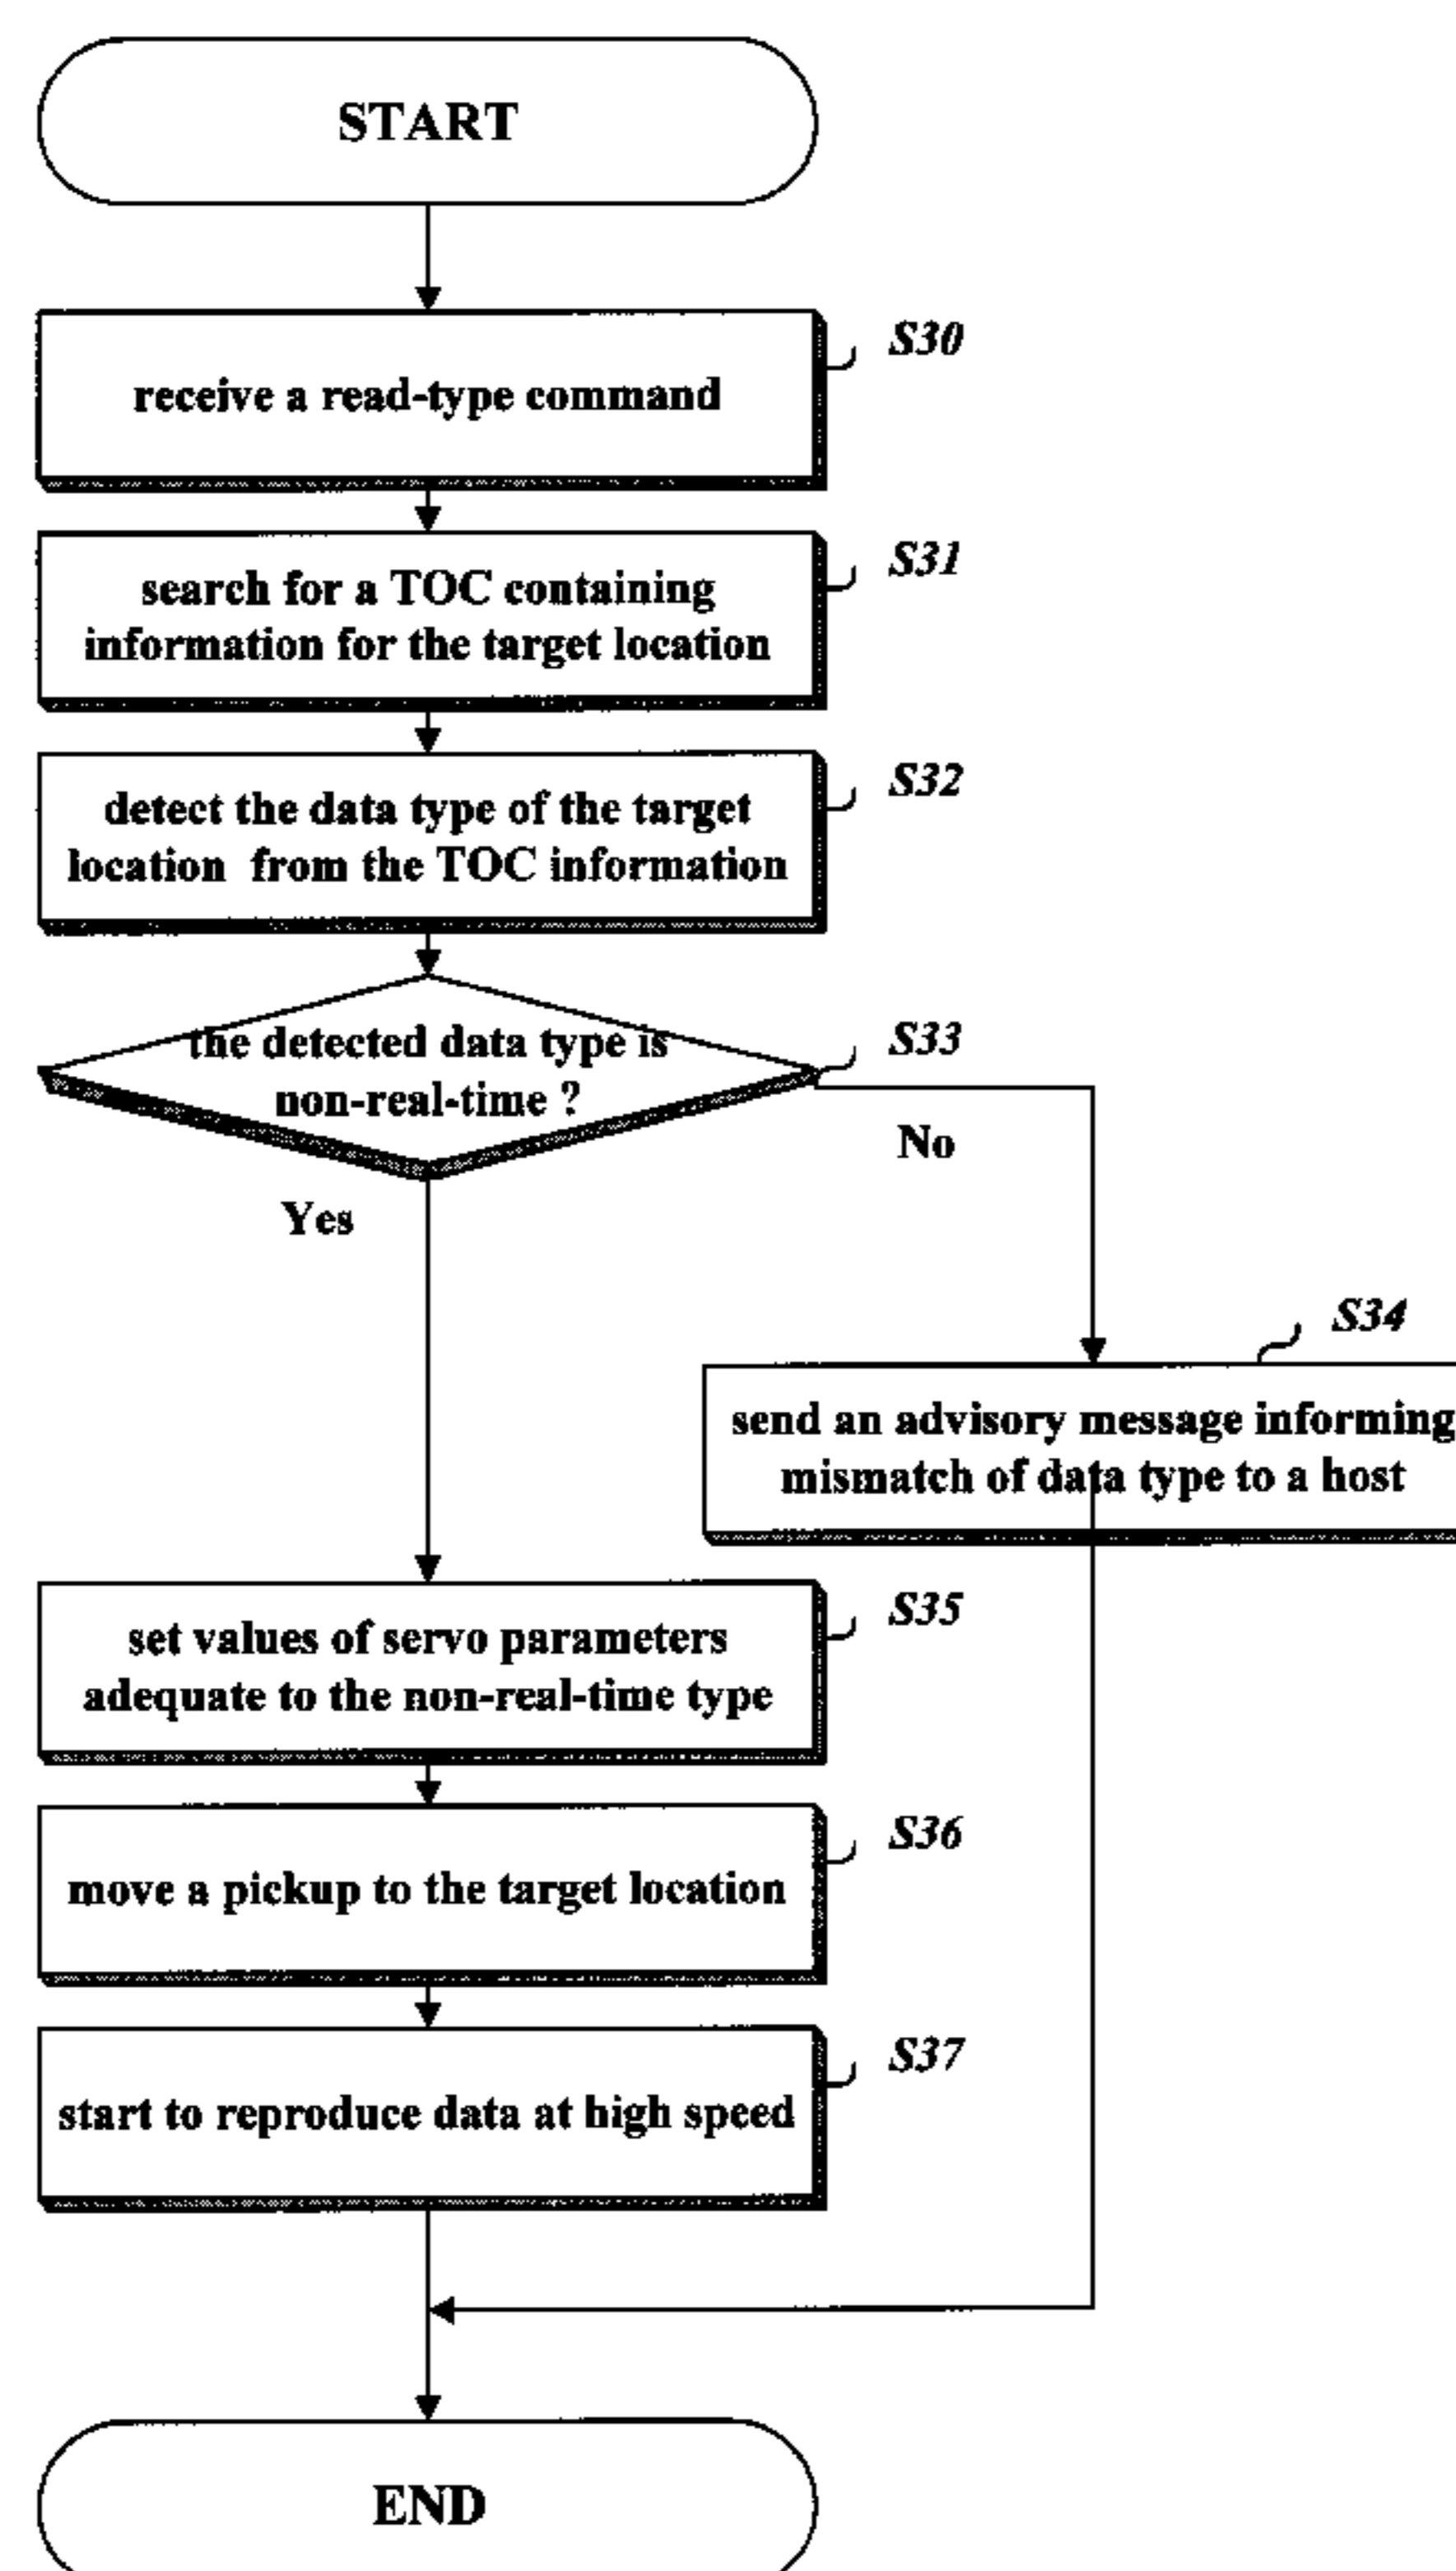 START
receive a read-type command
S30
search for a TOC containing
information for the target location
S31
detect the data type of the target
location from the TOC information
S32
the detected data type is
non-real-time ?
S33
No
Yes
S34
send an advisory message informing
mismatch of data type to a host
set values of servo parameters
adequate to the non-real-time type
S35
move a pickup to the target location
S36
start to reproduce data at high speed
S37
END